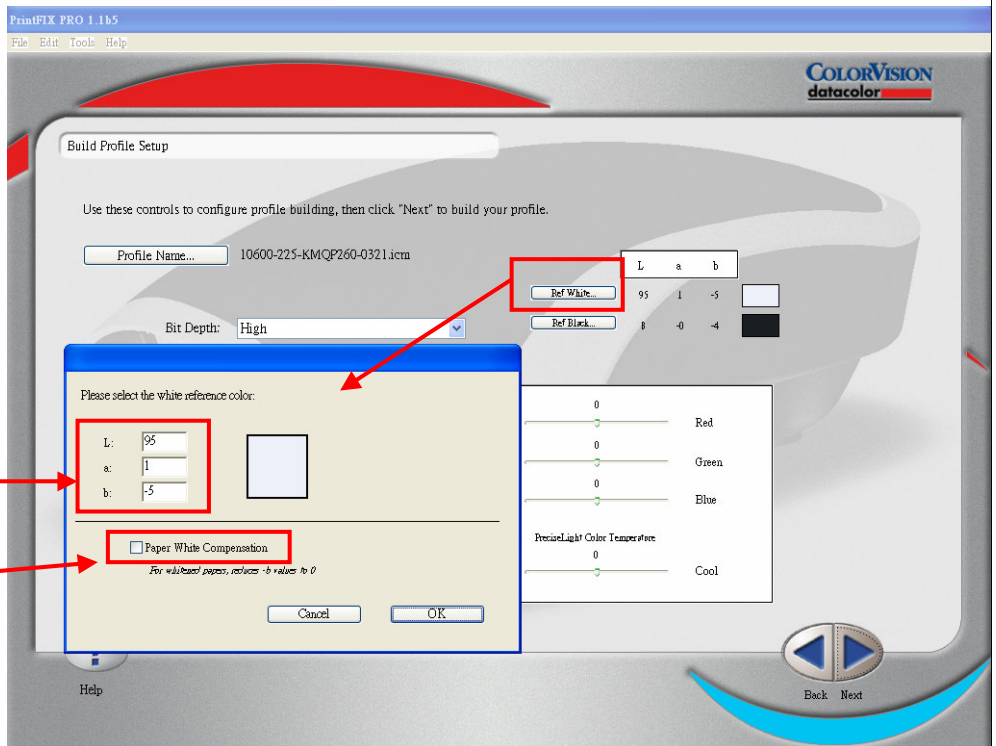 PrintFIX PRO 1.1b5
File Edit Tools Help
COLORVISION
datacolor
Build Profile Setup
Use these controls to configure profile building, then click "Next" to build your profile.
Profile Name... 10600-225-KMQP260-0321.icm
L a b
Ref White... 95 1 -5
Ref Black... 8 -0 -4
Bit Depth: High
Please select the white reference color:
L: 95
a: 1
b: -5
Paper White Compensation
For whitened papers, reduces -b values to 0
Cancel OK
0
Red
0
Green
0
Blue
PreciseLight Color Temperature
0
Cool
Help
Back Next